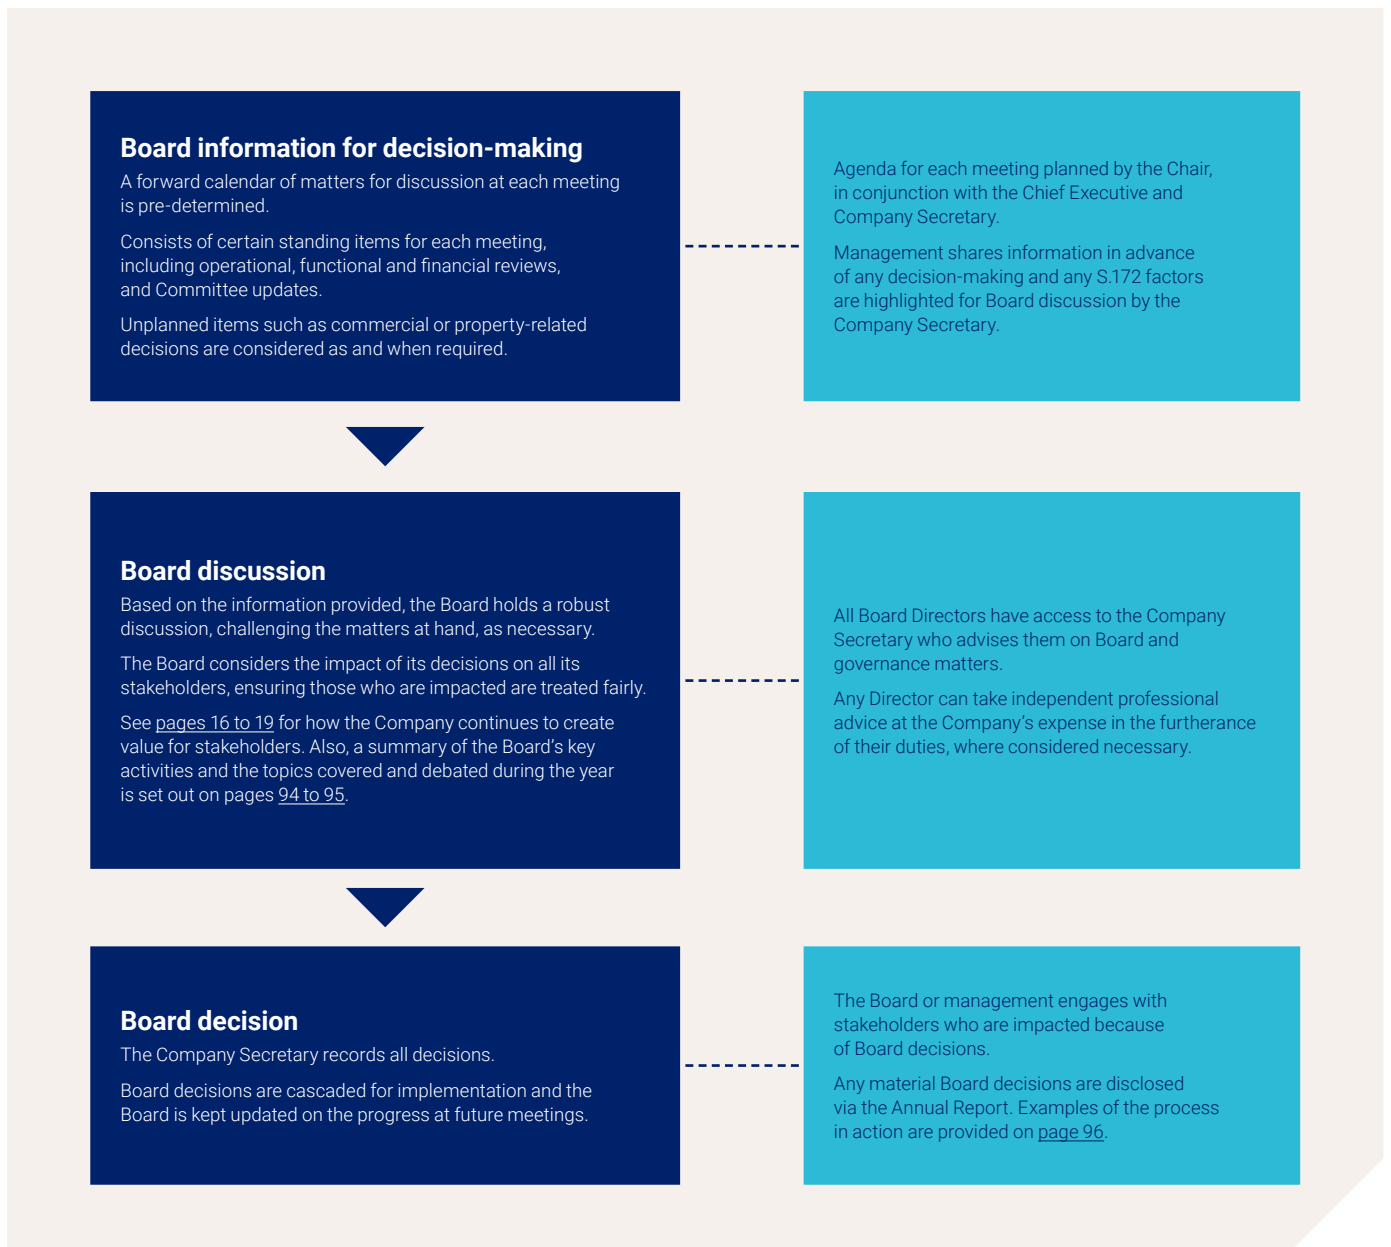 Board information for decision-making
A forward calendar of matters for discussion at each meeting
is pre-determined.
Consists of certain standing items for each meeting,
including operational, functional and financial reviews,
and Committee updates.
Unplanned items such as commercial or property-related
decisions are considered as and when required.
Agenda for each meeting planned by the Chair,
in conjunction with the Chief Executive and
Company Secretary.
Management shares information in advance
of any decision-making and any S.172 factors
are highlighted for Board discussion by the
Company Secretary.
Board discussion
Based on the information provided, the Board holds a robust
discussion, challenging the matters at hand, as necessary.
The Board considers the impact of its decisions on all its
stakeholders, ensuring those who are impacted are treated fairly.
See pages 16 to 19 for how the Company continues to create
value for stakeholders. Also, a summary of the Board’s key
activities and the topics covered and debated during the year
is set out on pages 94 to 95.
All Board Directors have access to the Company
Secretary who advises them on Board and
governance matters.
Any Director can take independent professional
advice at the Company’s expense in the furtherance
of their duties, where considered necessary.
Board decision
The Company Secretary records all decisions.
Board decisions are cascaded for implementation and the
Board is kept updated on the progress at future meetings.
The Board or management engages with
stakeholders who are impacted because
of Board decisions.
Any material Board decisions are disclosed
via the Annual Report. Examples of the process
in action are provided on page 96.